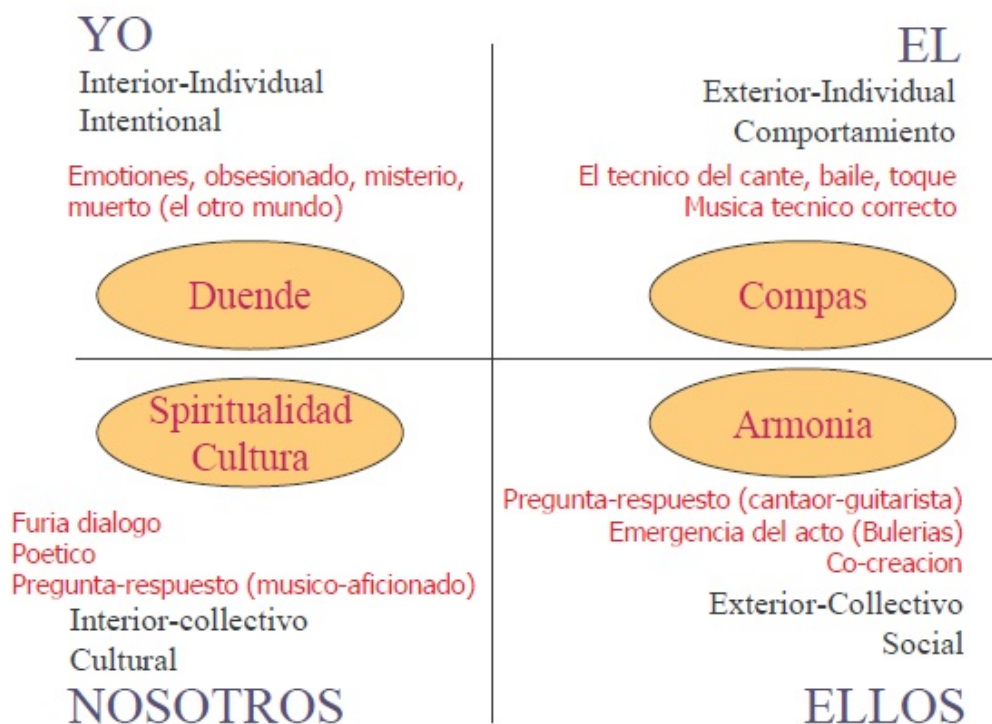 YO
Interior-Individual
Intentional
Emotiones, obsesionado, misterio,
muerto (el otro mundo)
Duende
EL
Exterior-Individual
Comportamiento
El tecnico del cante, baile, toque
Musica tecnico correcto
Compas
Spiritualidad
Cultura
Furia dialogo
Poetico
Pregunta-respuesto (musico-aficionado)
Interior-collectivo
Cultural
NOSOTROS
Armonia
Pregunta-respuesto (cantaor-guitarista)
Emergencia del acto (Bulerias)
Co-creacion
Exterior-Collectivo
Social
ELLOS